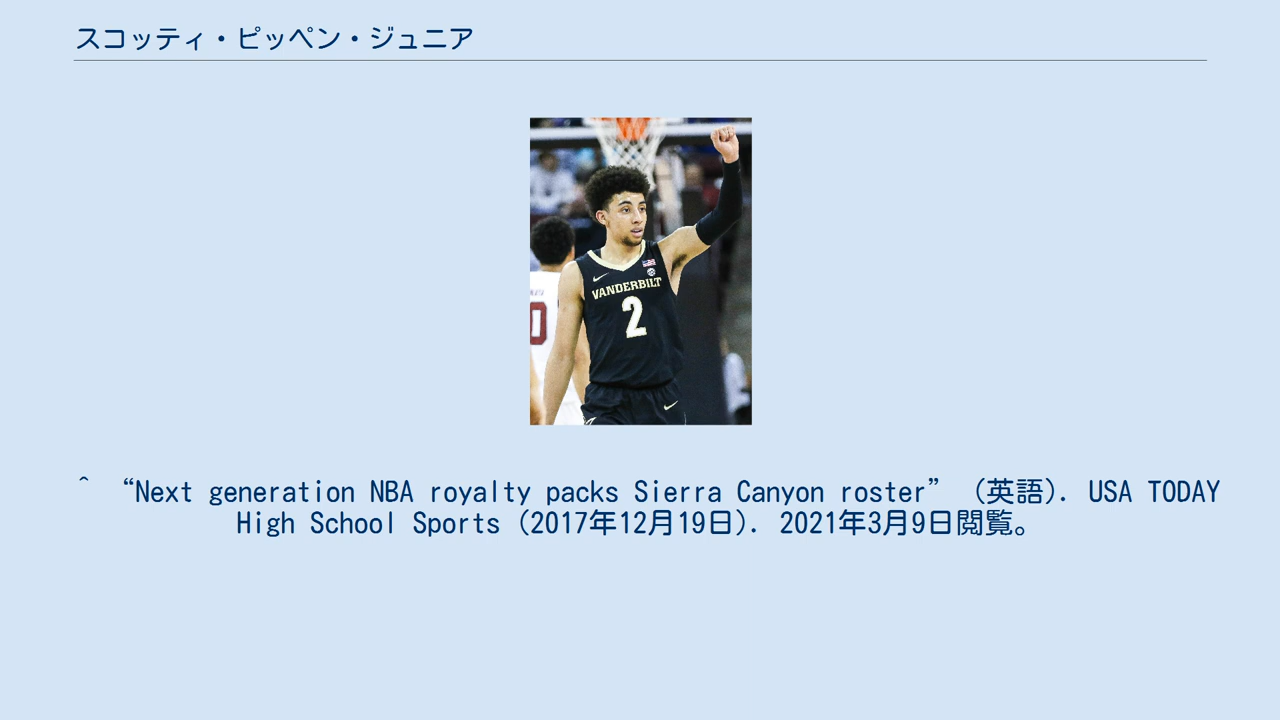 スコッティ・ピッペン・ジュニア
VANDERBILT
2
0
^ “Next generation NBA royalty packs Sierra Canyon roster” (英語). USA TODAY
High School Sports (2017年12月19日). 2021年3月9日閲覧。